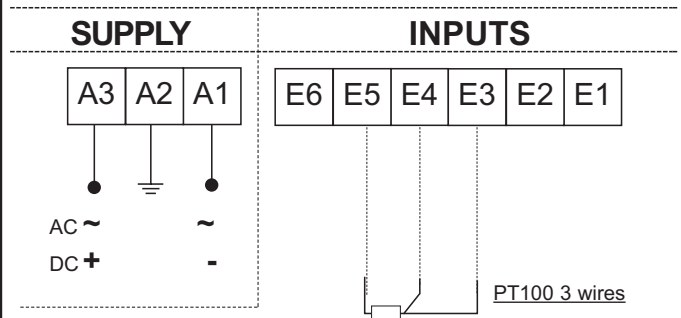 SUPPLY
INPUTS
A3 A2 A1
E6 E5 E4 E3 E2 E1
AC ~ ~
DC + -
PT100 3 wires